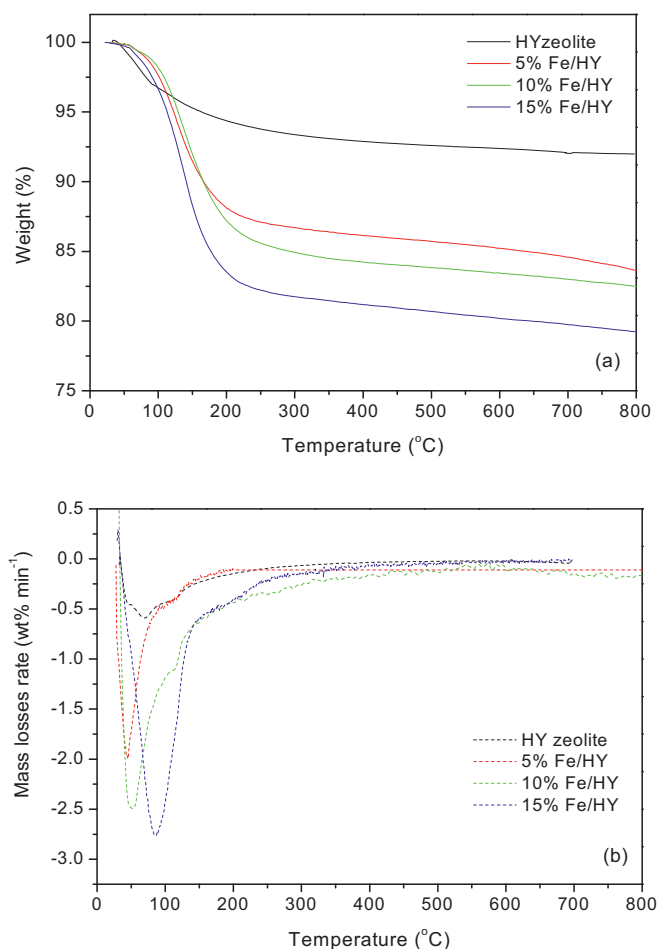 100
95
90
85
80
75
Weight (%)
HYzeolite
5% Fe/HY
10% Fe/HY
15% Fe/HY
(a)
0 100 200 300 400 500 600 700 800
Temperature (°C)
0.5
0.0
-0.5
-1.0
-1.5
-2.0
-2.5
-3.0
Mass losses rate (wt% min⁻¹)
HY zeolite
5% Fe/HY
10% Fe/HY
15% Fe/HY
(b)
0 100 200 300 400 500 600 700 800
Temperature (°C)